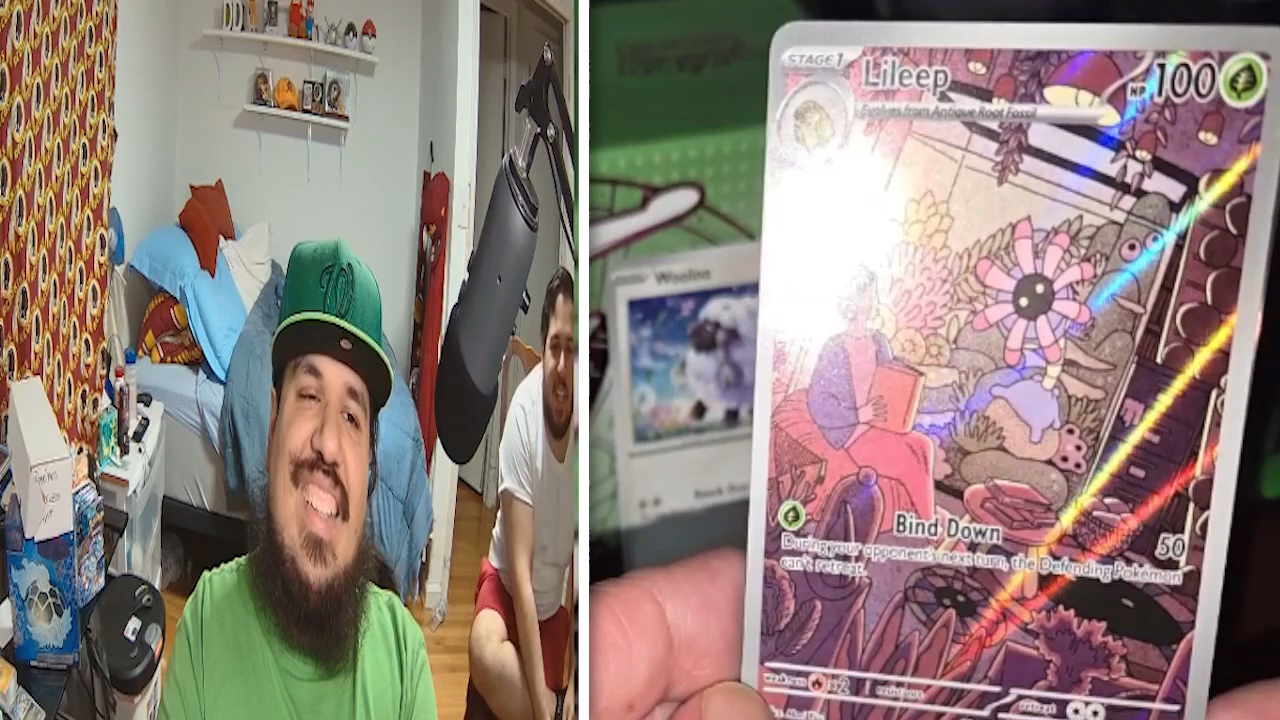 STAGE 1
Lileep
HP 100
Evolves from Antique Root Fossil
Wooloo
Bind Down 50
During your opponent's next turn, the Defending Pokémon
can't retreat.
weakness x2 resistance retreat